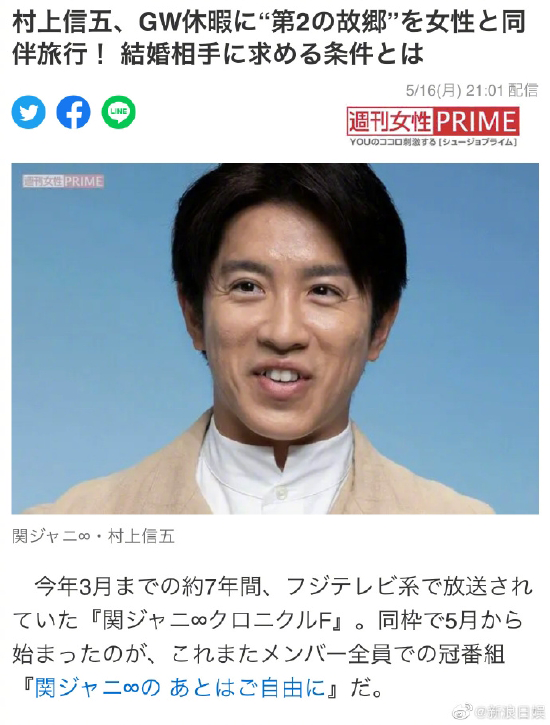 村上信五、GW休暇に“第2の故郷”を女性と同
伴旅行！ 結婚相手に求める条件とは
5/16(月) 21:01 配信
LINE
週刊女性PRIME
YOUのココロ刺激する［シュージョプライム］
週刊女性PRIME
関ジャニ∞・村上信五
今年3月までの約7年間、フジテレビ系で放送され
ていた『関ジャニ∞クロニクルF』。同枠で5月から
始まったのが、これまたメンバー全員での冠番組
『関ジャニ∞の あとはご自由に』だ。
@新浪日娱